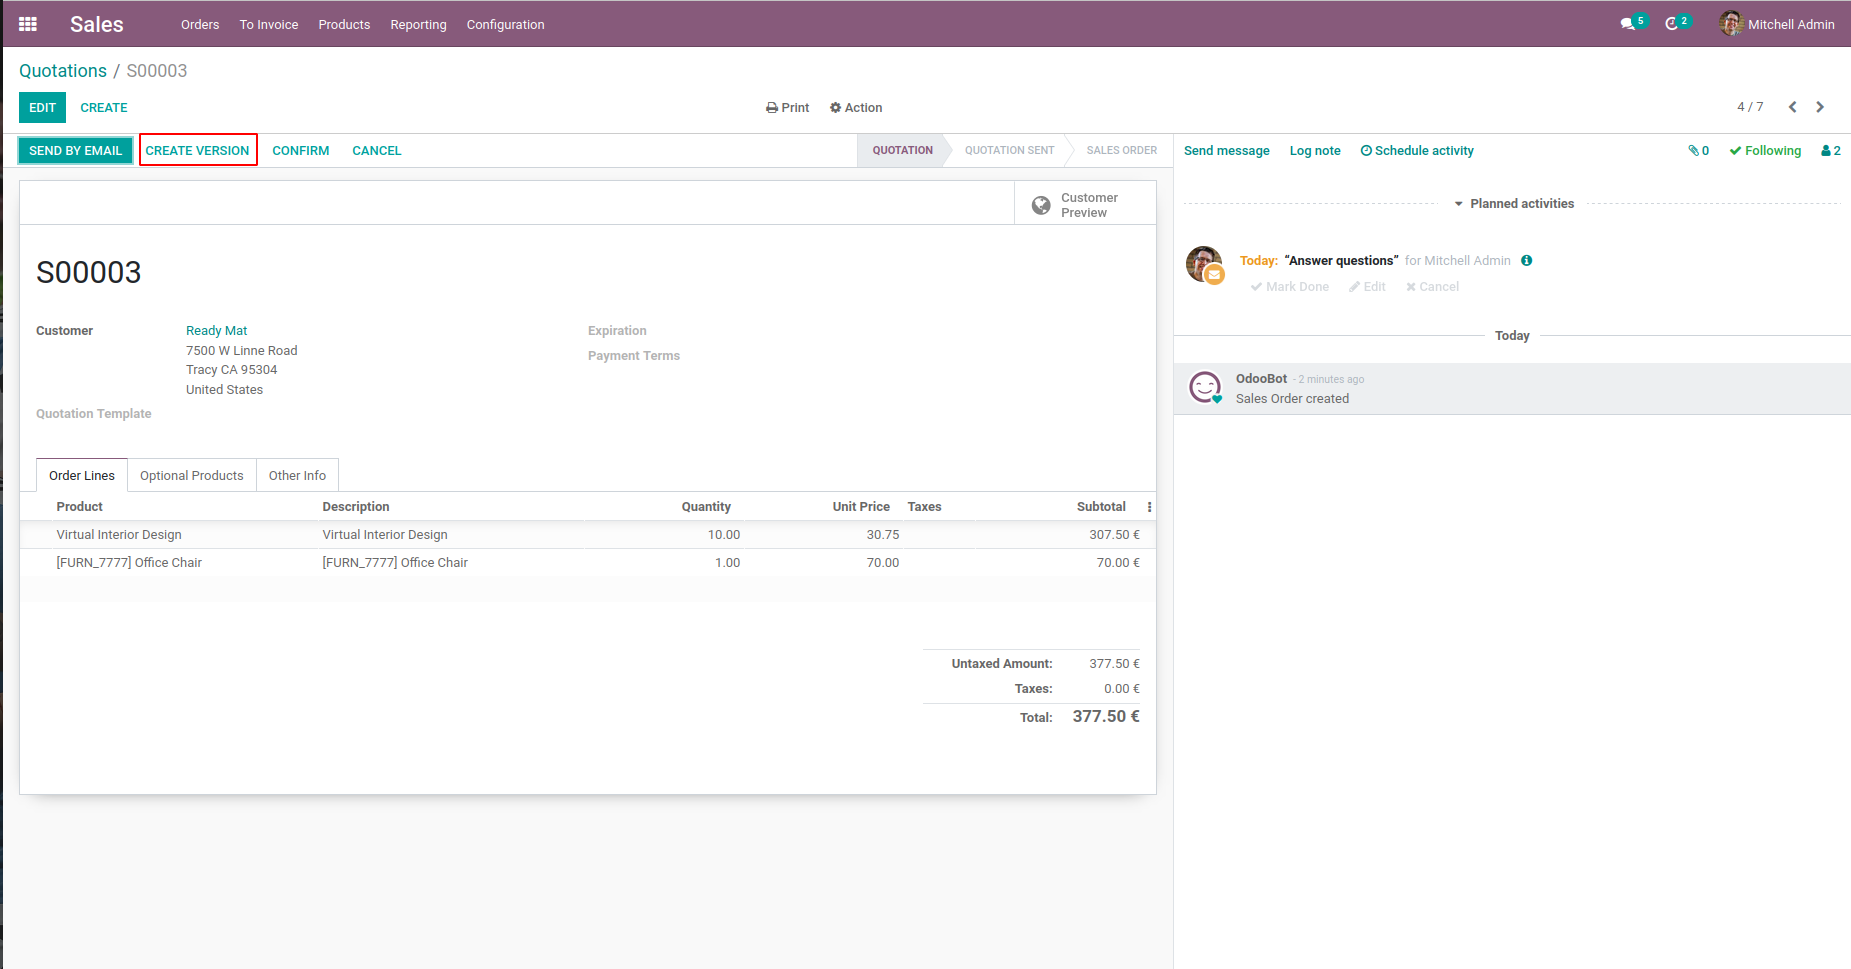 Sales Orders To Invoice Products Reporting Configuration 5 2 Mitchell Admin
Quotations / S00003
EDIT CREATE Print Action 4 / 7
SEND BY EMAIL CREATE VERSION CONFIRM CANCEL QUOTATION QUOTATION SENT SALES ORDER
Customer
Preview
S00003
Customer Ready Mat Expiration
7500 W Linne Road Payment Terms
Tracy CA 95304
United States
Quotation Template
Order Lines Optional Products Other Info
Product Description Quantity Unit Price Taxes Subtotal
Virtual Interior Design Virtual Interior Design 10.00 30.75 307.50 €
[FURN_7777] Office Chair [FURN_7777] Office Chair 1.00 70.00 70.00 €
Untaxed Amount: 377.50 €
Taxes: 0.00 €
Total: 377.50 €
Send message Log note Schedule activity 0 Following 2
Planned activities
Today: “Answer questions” for Mitchell Admin
Mark Done Edit Cancel
Today
OdooBot - 2 minutes ago
Sales Order created